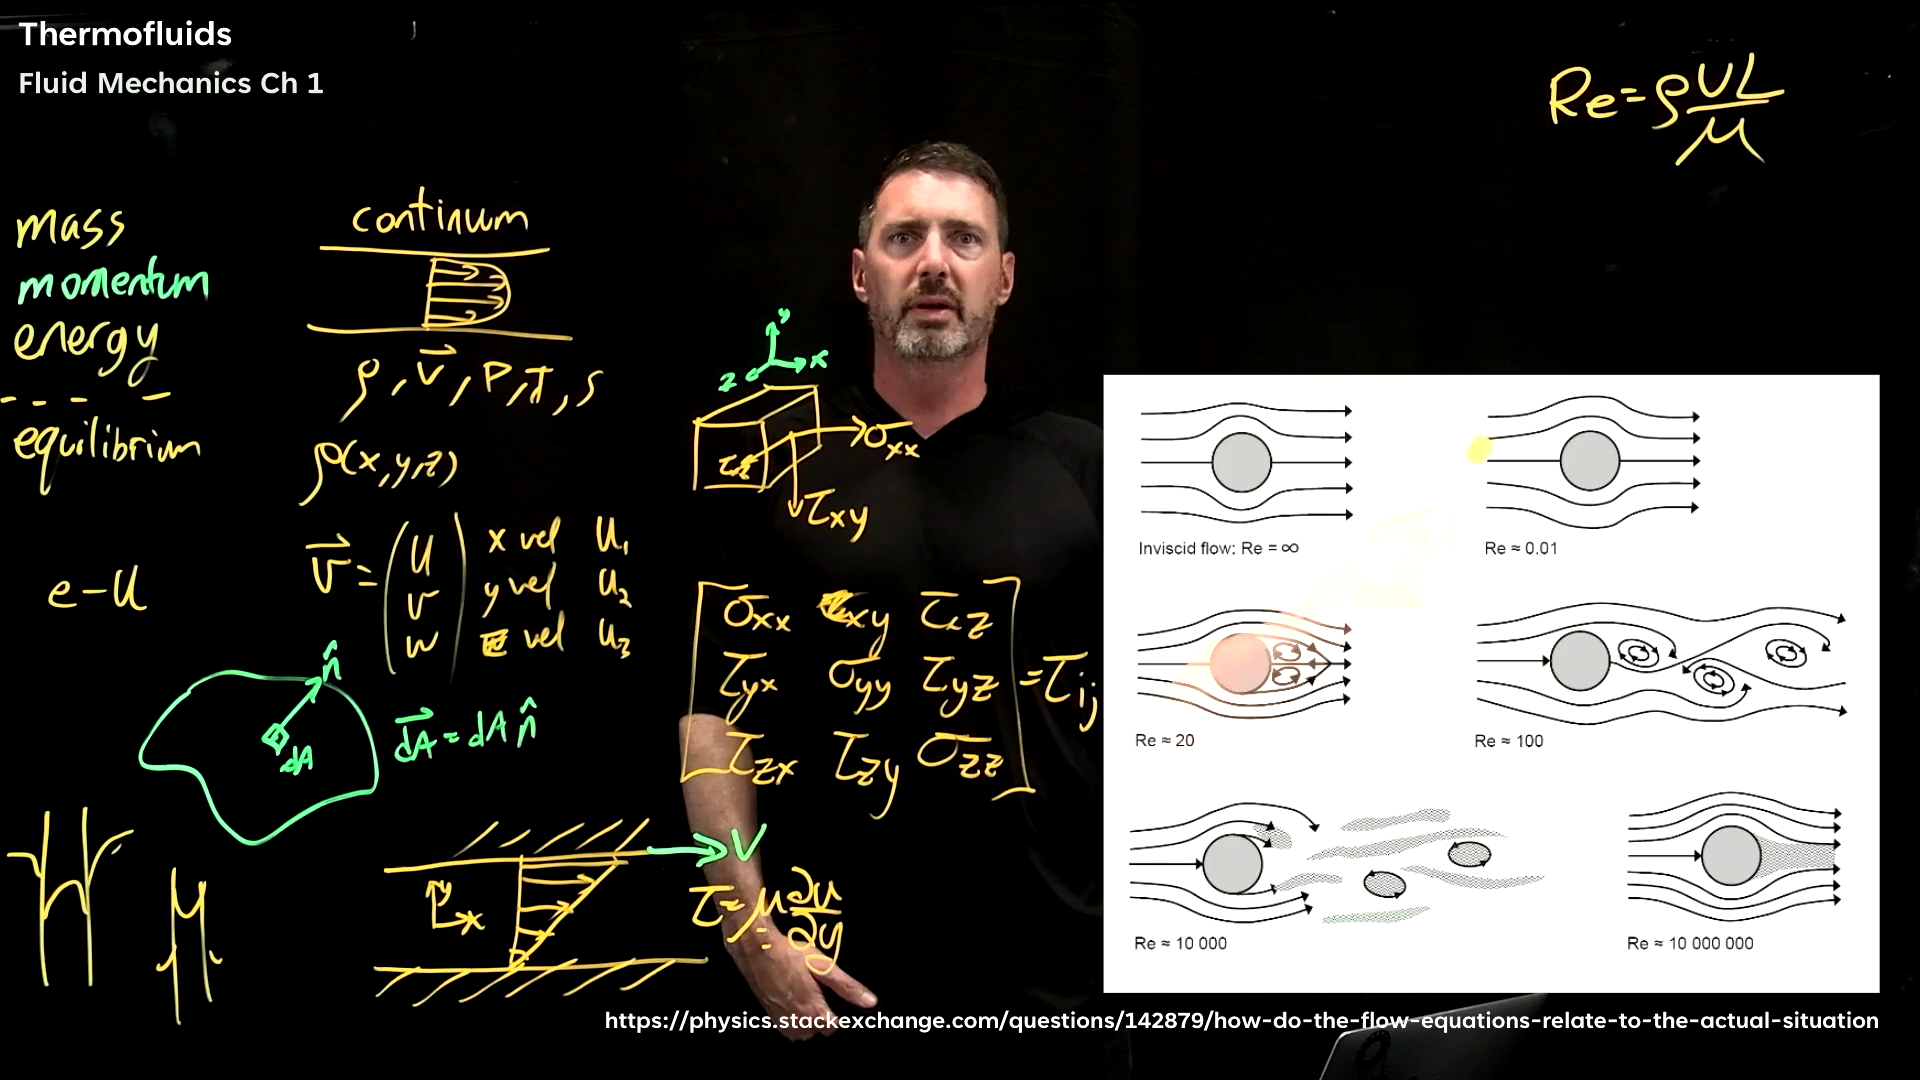 Thermofluids
Fluid Mechanics Ch 1
Re = ρ UL / μ
mass
momentum
energy
equilibrium
e-u
continuum
ρ, V⃗, P, T, s
ρ(x,y,z)
V⃗ = ( u x vel u₁
v y vel u₂
w ) z vel u₃
n̂
dA
dA⃗ = dA n̂
y
x
z
σxx
τxy
τxz
[ σxx τxy τxz
τyx σyy τyz
τzx τzy σzz ] = τij
V
y
x
τ = μ ∂u/∂y
Inviscid flow: Re = ∞
Re ≈ 0.01
Re ≈ 20
Re ≈ 100
Re ≈ 10 000
Re ≈ 10 000 000
https://physics.stackexchange.com/questions/142879/how-do-the-flow-equations-relate-to-the-actual-situation